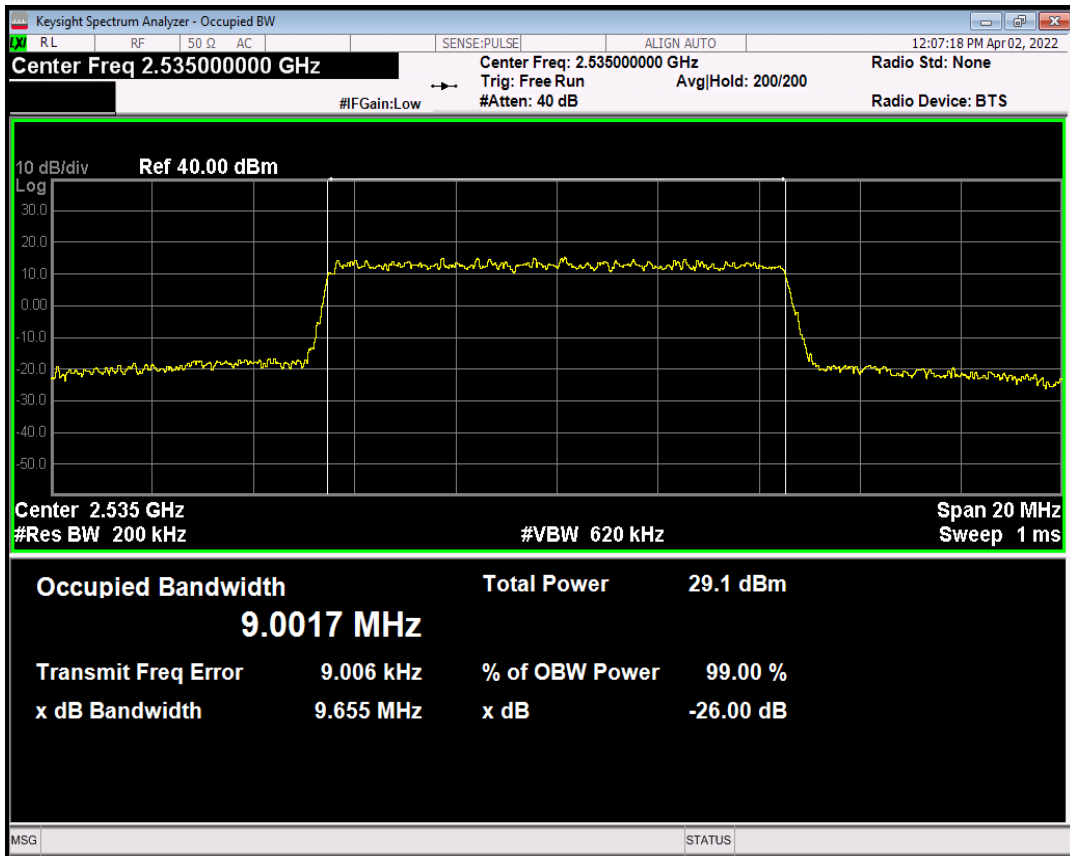 Keysight Spectrum Analyzer - Occupied BW
LXI RL RF 50 Ω AC SENSE:PULSE ALIGN AUTO 12:07:18 PM Apr 02, 2022
Center Freq 2.535000000 GHz
Center Freq: 2.535000000 GHz Radio Std: None
Trig: Free Run Avg|Hold: 200/200
#IFGain:Low #Atten: 40 dB Radio Device: BTS
10 dB/div Ref 40.00 dBm
Log
30.0
20.0
10.0
0.00
-10.0
-20.0
-30.0
-40.0
-50.0
Center 2.535 GHz Span 20 MHz
#Res BW 200 kHz #VBW 620 kHz Sweep 1 ms
Occupied Bandwidth Total Power 29.1 dBm
9.0017 MHz
Transmit Freq Error 9.006 kHz % of OBW Power 99.00 %
x dB Bandwidth 9.655 MHz x dB -26.00 dB
MSG STATUS